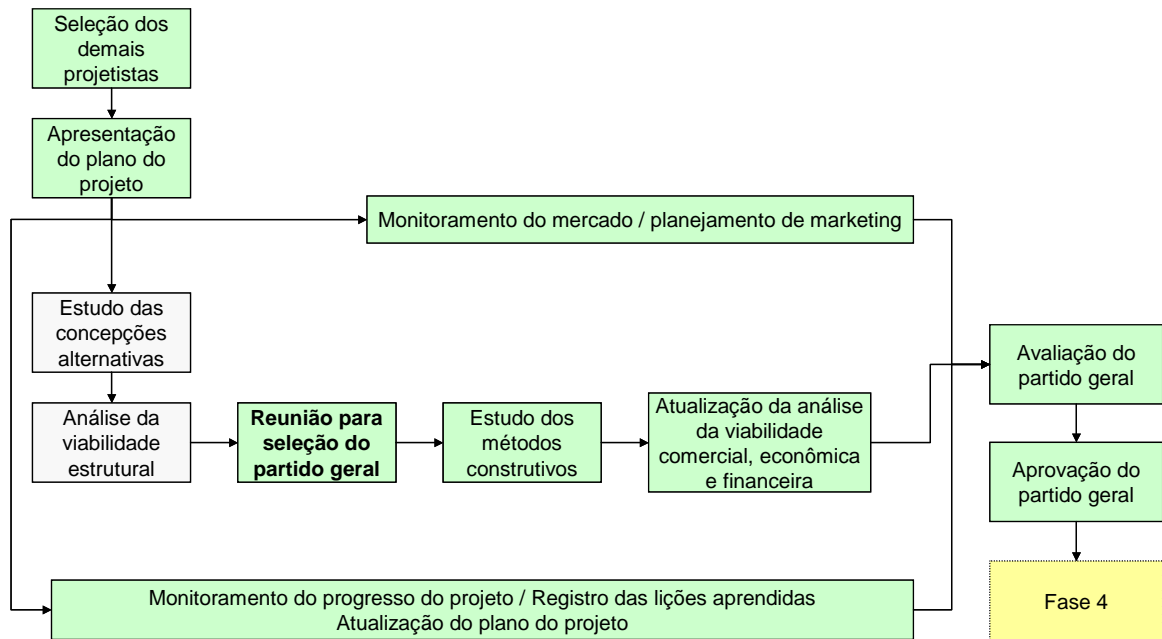 Seleção dos
demais
projetistas
Apresentação
do plano do
projeto
Monitoramento do mercado / planejamento de marketing
Estudo das
concepções
alternativas
Análise da
viabilidade
estrutural
Reunião para
seleção do
partido geral
Estudo dos
métodos
construtivos
Atualização da análise
da viabilidade
comercial, econômica
e financeira
Avaliação do
partido geral
Aprovação do
partido geral
Monitoramento do progresso do projeto / Registro das lições aprendidas
Atualização do plano do projeto
Fase 4